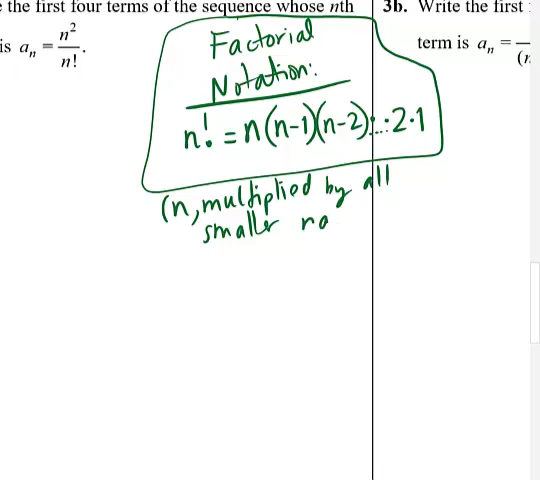 the first four terms of the sequence whose nth
is aₙ = n²/n!.
3b. Write the first
term is aₙ =
Factorial
Notation:
n! = n(n-1)(n-2)...·2·1
(n, multiplied by all
smaller no